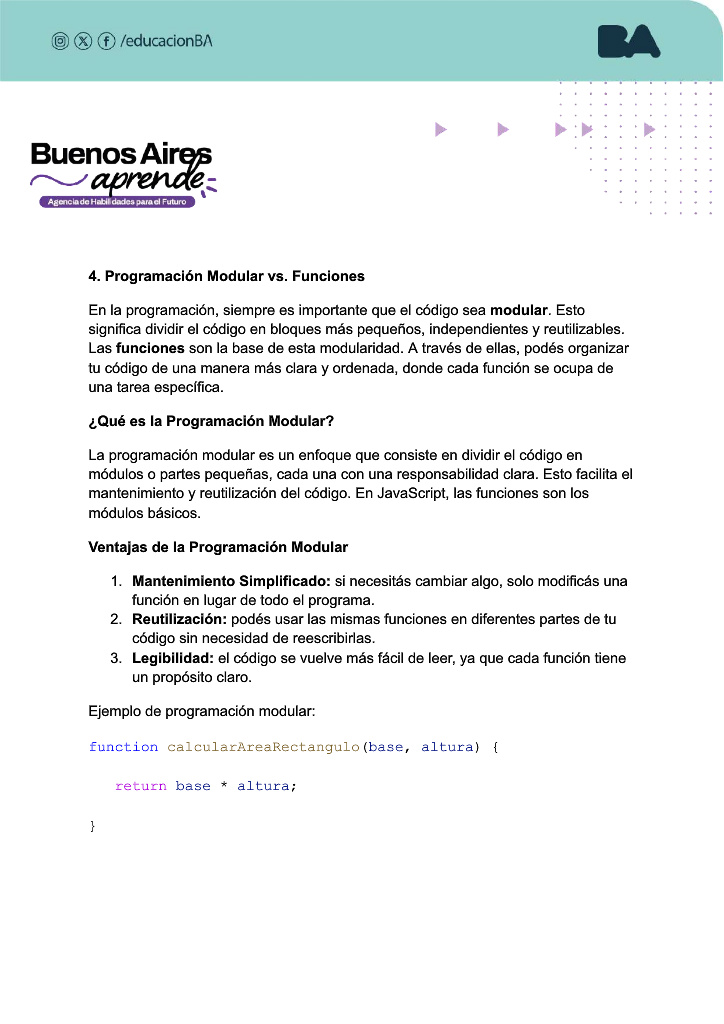 /educacionBA
BA
Buenos Aires
aprende
Agencia de Habilidades para el Futuro
4. Programación Modular vs. Funciones
En la programación, siempre es importante que el código sea modular. Esto
significa dividir el código en bloques más pequeños, independientes y reutilizables.
Las funciones son la base de esta modularidad. A través de ellas, podés organizar
tu código de una manera más clara y ordenada, donde cada función se ocupa de
una tarea específica.
¿Qué es la Programación Modular?
La programación modular es un enfoque que consiste en dividir el código en
módulos o partes pequeñas, cada una con una responsabilidad clara. Esto facilita el
mantenimiento y reutilización del código. En JavaScript, las funciones son los
módulos básicos.
Ventajas de la Programación Modular
1. Mantenimiento Simplificado: si necesitás cambiar algo, solo modificás una
función en lugar de todo el programa.
2. Reutilización: podés usar las mismas funciones en diferentes partes de tu
código sin necesidad de reescribirlas.
3. Legibilidad: el código se vuelve más fácil de leer, ya que cada función tiene
un propósito claro.
Ejemplo de programación modular:
function calcularAreaRectangulo(base, altura) {
return base * altura;
}